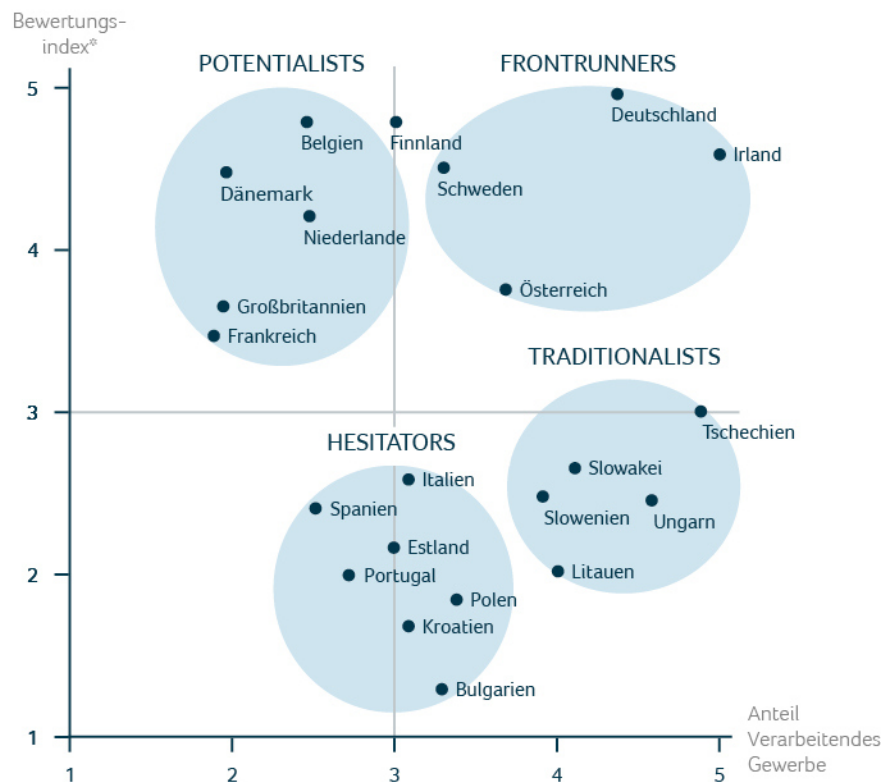 Bewertungs-
index*
POTENTIALISTS
FRONTRUNNERS
5
Belgien
Finnland
Deutschland
Irland
Dänemark
Schweden
Niederlande
4
Österreich
Großbritannien
Frankreich
TRADITIONALISTS
3
Tschechien
HESITATORS
Italien
Slowakei
Spanien
Slowenien
Ungarn
Estland
2
Portugal
Litauen
Polen
Kroatien
Bulgarien
1
Anteil
Verarbeitendes
Gewerbe
1
2
3
4
5